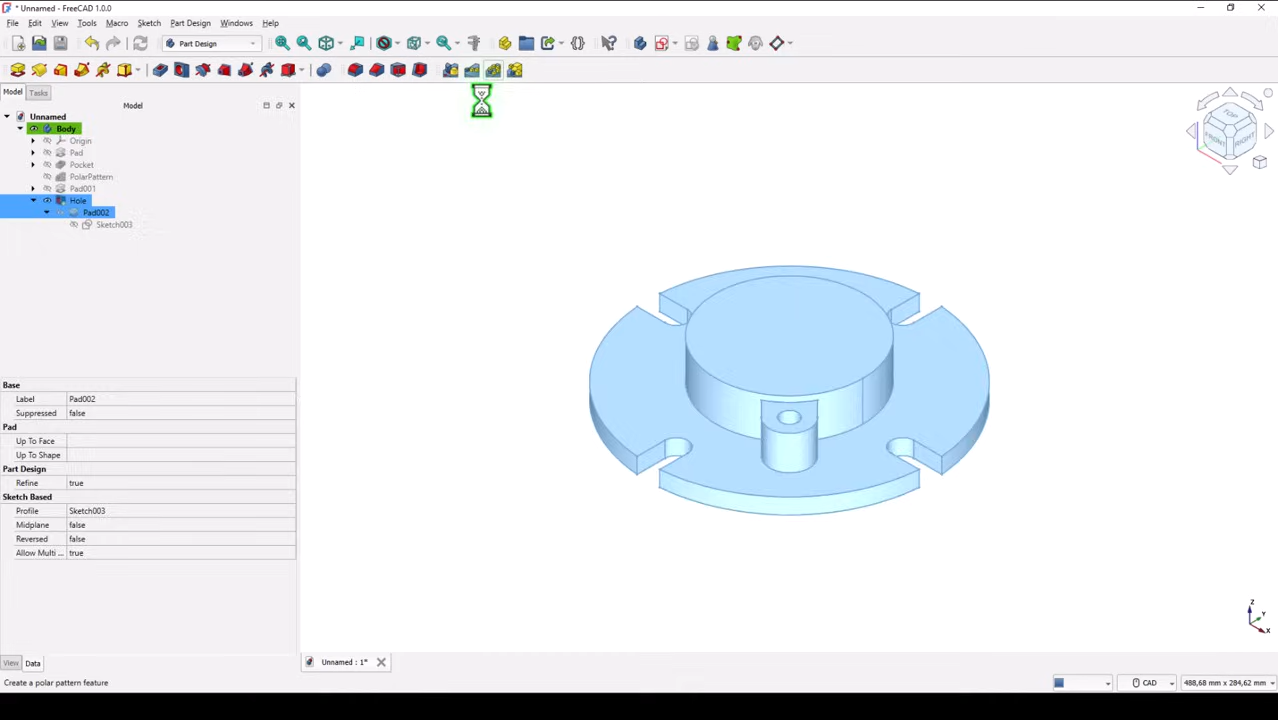 * Unnamed - FreeCAD 1.0.0
File Edit View Tools Macro Sketch Part Design Windows Help
Part Design
Model Tasks
Model
Unnamed
Body
Origin
Pad
Pocket
PolarPattern
Pad001
Hole
Pad002
Sketch003
TOP
FRONT RIGHT
Base
Label Pad002
Suppressed false
Pad
Up To Face
Up To Shape
Part Design
Refine true
Sketch Based
Profile Sketch003
Midplane false
Reversed false
Allow Multi ... true
Z
Y
X
View Data
Unnamed : 1*
Create a polar pattern feature
CAD
488,68 mm x 284,62 mm